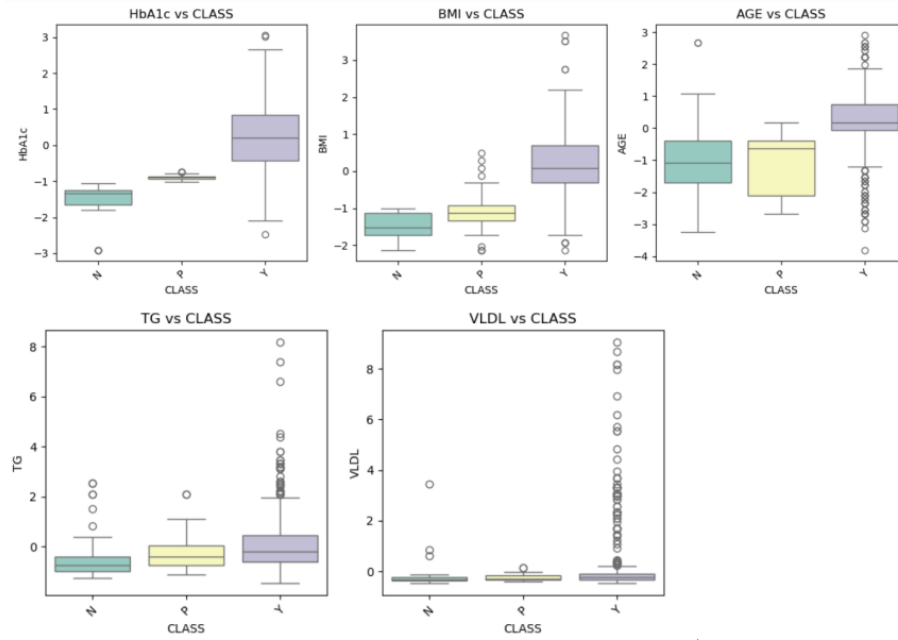 HbA1c vs CLASS
HbA1c
3
2
1
0
−1
−2
−3
N
P
Y
CLASS
BMI vs CLASS
BMI
3
2
1
0
−1
−2
N
P
Y
CLASS
AGE vs CLASS
AGE
3
2
1
0
−1
−2
−3
−4
N
P
Y
CLASS
TG vs CLASS
TG
8
6
4
2
0
N
P
Y
CLASS
VLDL vs CLASS
VLDL
8
6
4
2
0
N
P
Y
CLASS